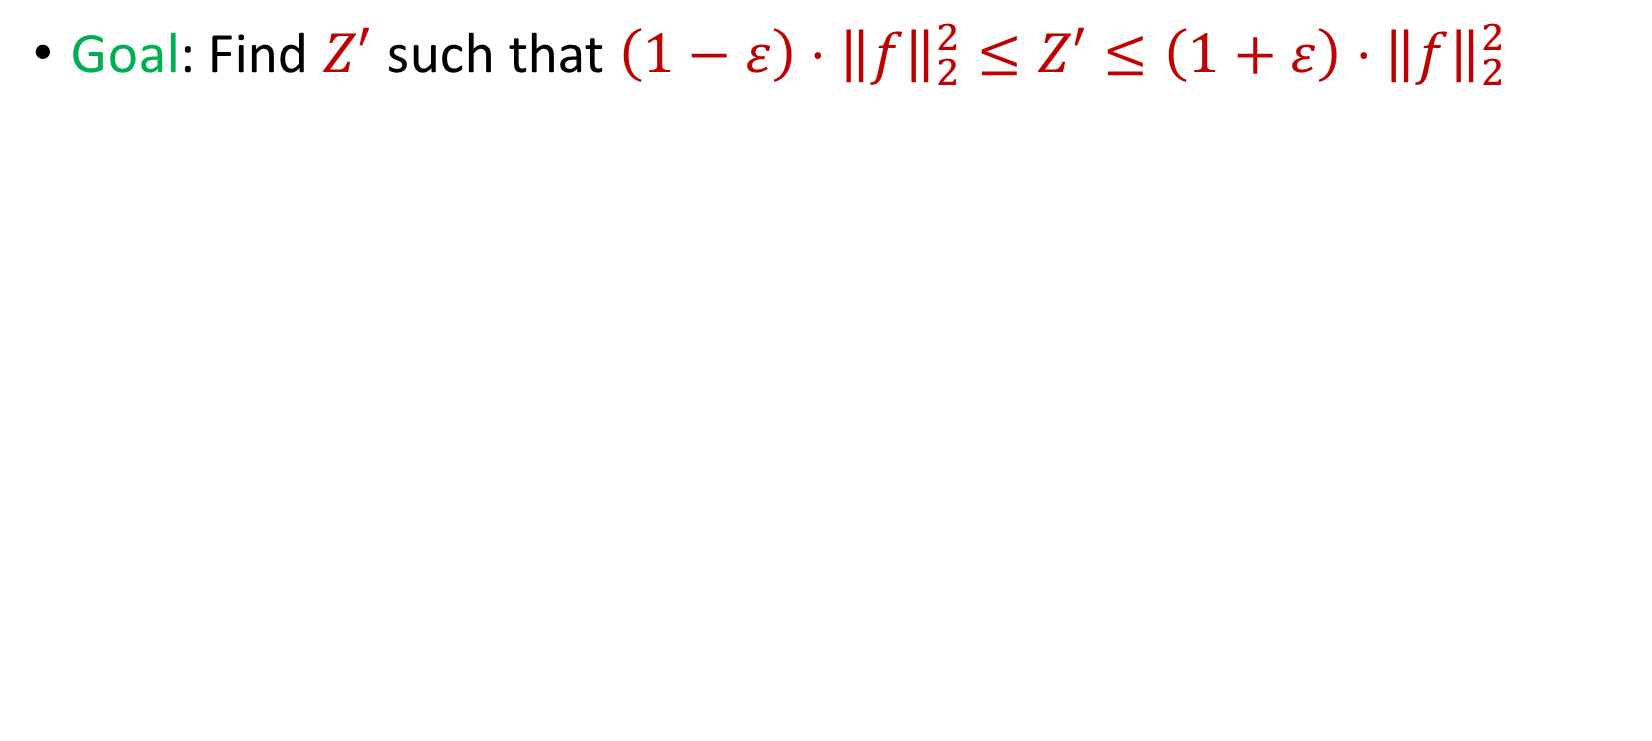 • Goal: Find 𝑍′ such that (1 − 𝜀) ⋅ ‖𝑓‖₂² ≤ 𝑍′ ≤ (1 + 𝜀) ⋅ ‖𝑓‖₂²